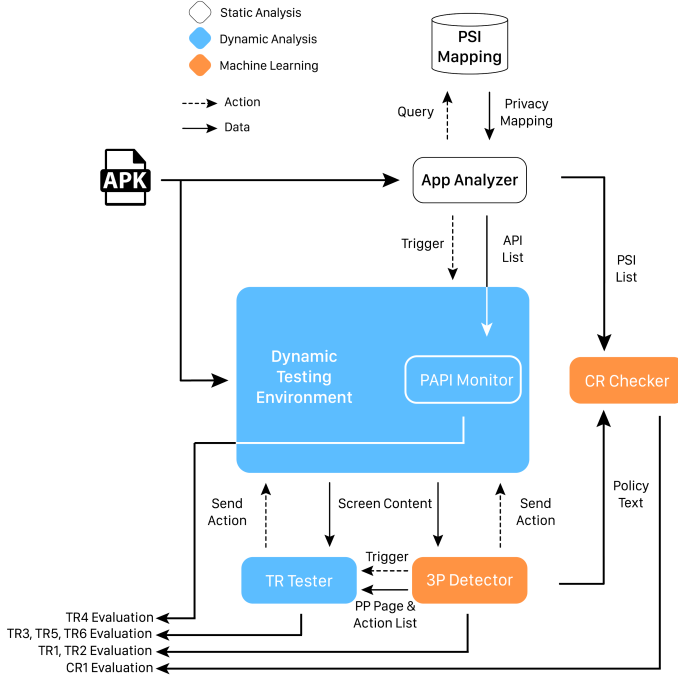 Static Analysis
Dynamic Analysis
Machine Learning
Action
Data
PSI
Mapping
Query
Privacy
Mapping
APK
App Analyzer
Trigger
API
List
PSI
List
Dynamic
Testing
Environment
PAPI Monitor
CR Checker
Send
Action
Screen Content
Send
Action
Policy
Text
Trigger
TR Tester
3P Detector
PP Page &
Action List
TR4 Evaluation
TR3, TR5, TR6 Evaluation
TR1, TR2 Evaluation
CR1 Evaluation